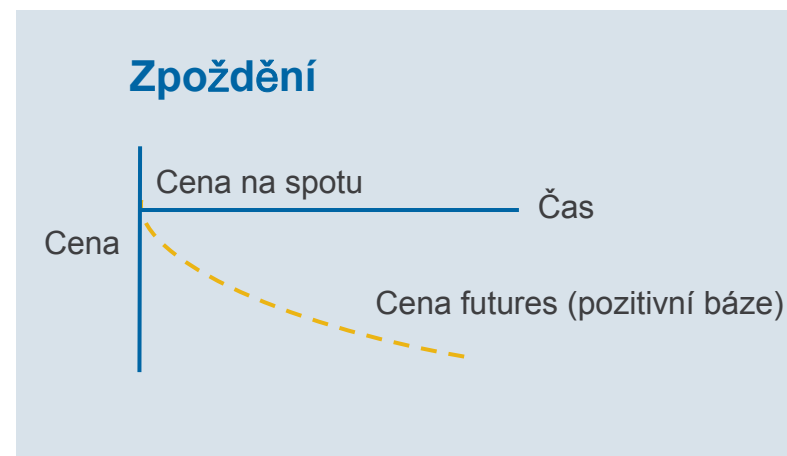 Zpoždění
Cena na spotu
Čas
Cena
Cena futures (pozitivní báze)